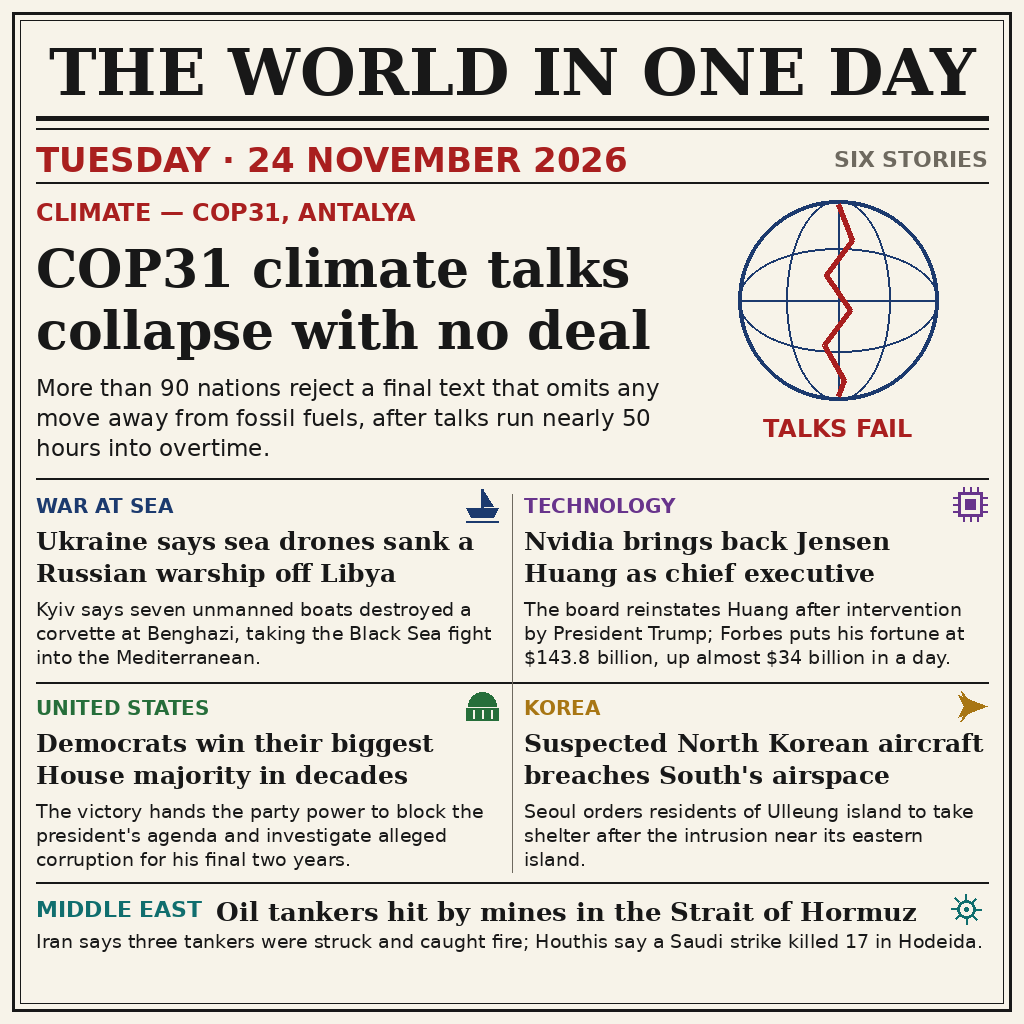 THE WORLD IN ONE DAY
TUESDAY · 24 NOVEMBER 2026
SIX STORIES
CLIMATE — COP31, ANTALYA
COP31 climate talks
collapse with no deal
More than 90 nations reject a final text that omits any
move away from fossil fuels, after talks run nearly 50
hours into overtime.
TALKS FAIL
WAR AT SEA
Ukraine says sea drones sank a
Russian warship off Libya
Kyiv says seven unmanned boats destroyed a
corvette at Benghazi, taking the Black Sea fight
into the Mediterranean.
TECHNOLOGY
Nvidia brings back Jensen
Huang as chief executive
The board reinstates Huang after intervention
by President Trump; Forbes puts his fortune at
$143.8 billion, up almost $34 billion in a day.
UNITED STATES
Democrats win their biggest
House majority in decades
The victory hands the party power to block the
president's agenda and investigate alleged
corruption for his final two years.
KOREA
Suspected North Korean aircraft
breaches South's airspace
Seoul orders residents of Ulleung island to take
shelter after the intrusion near its eastern
island.
MIDDLE EAST
Oil tankers hit by mines in the Strait of Hormuz
Iran says three tankers were struck and caught fire; Houthis say a Saudi strike killed 17 in Hodeida.